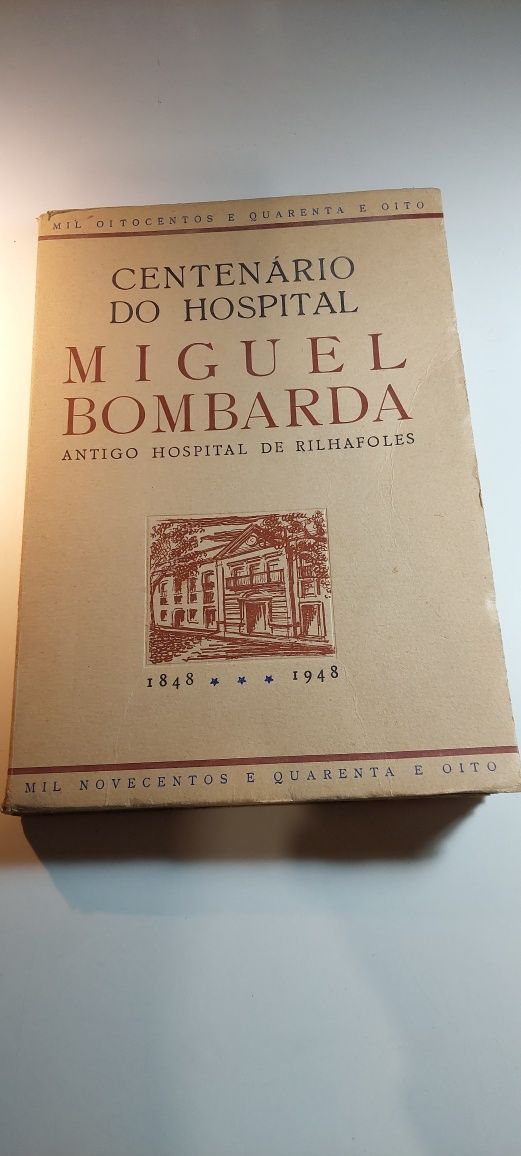 MIL OITOCENTOS E QUARENTA E OITO
CENTENÁRIO
DO HOSPITAL
MIGUEL
BOMBARDA
ANTIGO HOSPITAL DE RILHAFOLES
1848 ★ ★ ★ 1948
MIL NOVECENTOS E QUARENTA E OITO